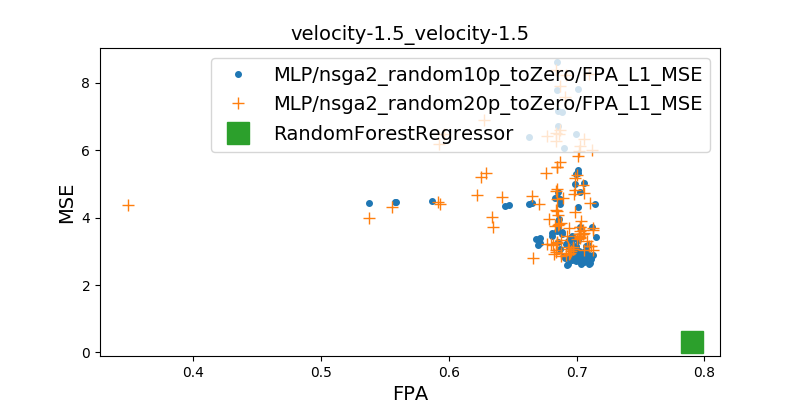 velocity-1.5_velocity-1.5
MLP/nsga2_random10p_toZero/FPA_L1_MSE
MLP/nsga2_random20p_toZero/FPA_L1_MSE
RandomForestRegressor
MSE
8
6
4
2
0
0.4 0.5 0.6 0.7 0.8
FPA